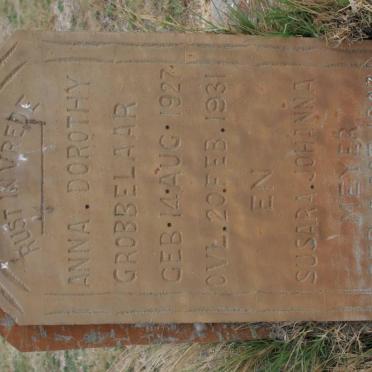 RUST IN VREDE
ANNA. DOROTHY
GROBBELAAR
GEB. 14. AUG. 1927.
OVL. 20. FEB. 1931
EN
SUSARA. JOHANNA
MEYER